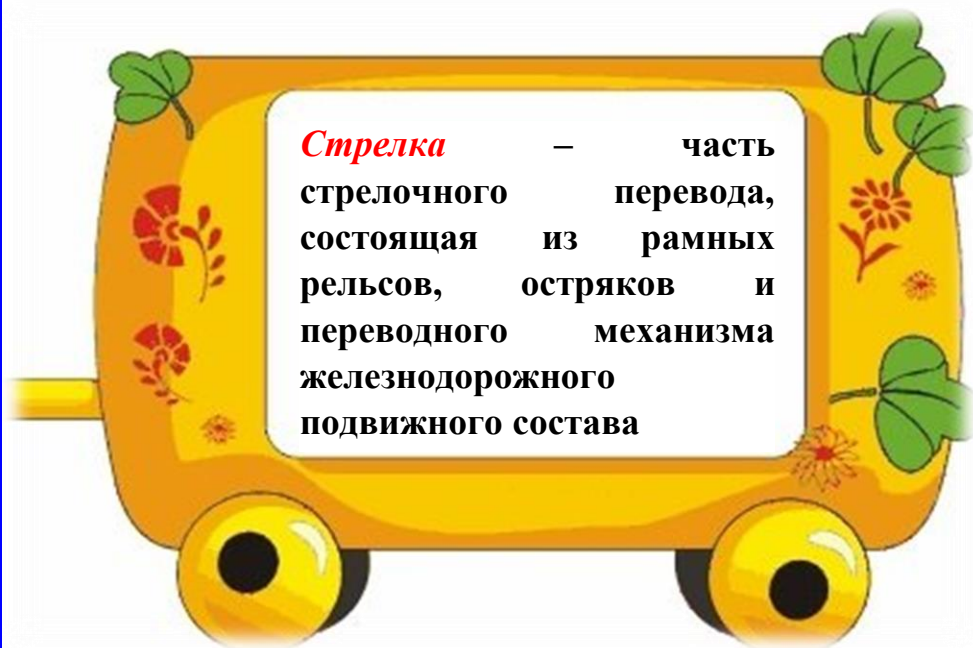 Стрелка – часть
стрелочного перевода,
состоящая из рамных
рельсов, остряков и
переводного механизма
железнодорожного
подвижного состава